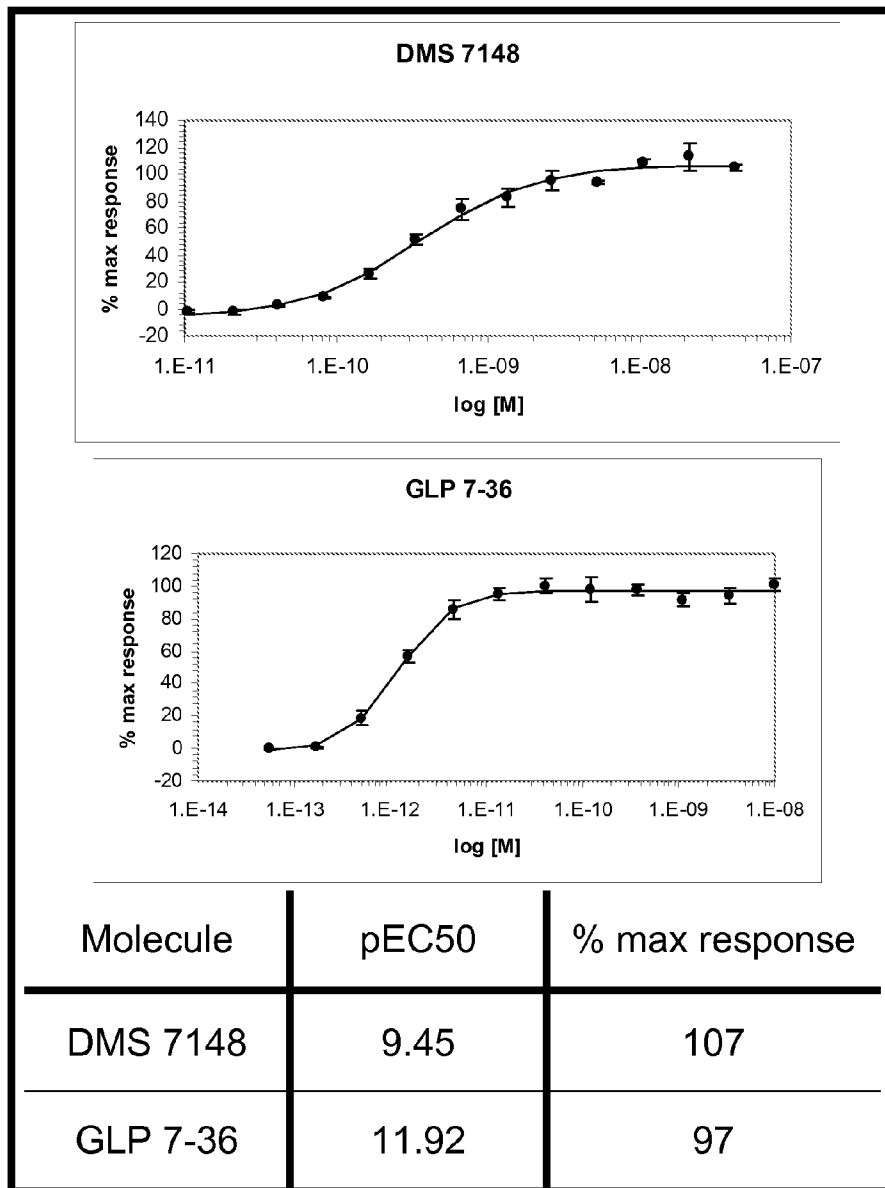 DMS 7148
140
120
100
80
60
40
20
0
-20
% max response
1.E-11 1.E-10 1.E-09 1.E-08 1.E-07
log [M]
GLP 7-36
120
100
80
60
40
20
0
-20
% max response
1.E-14 1.E-13 1.E-12 1.E-11 1.E-10 1.E-09 1.E-08
log [M]
Molecule pEC50 % max response
DMS 7148 9.45 107
GLP 7-36 11.92 97